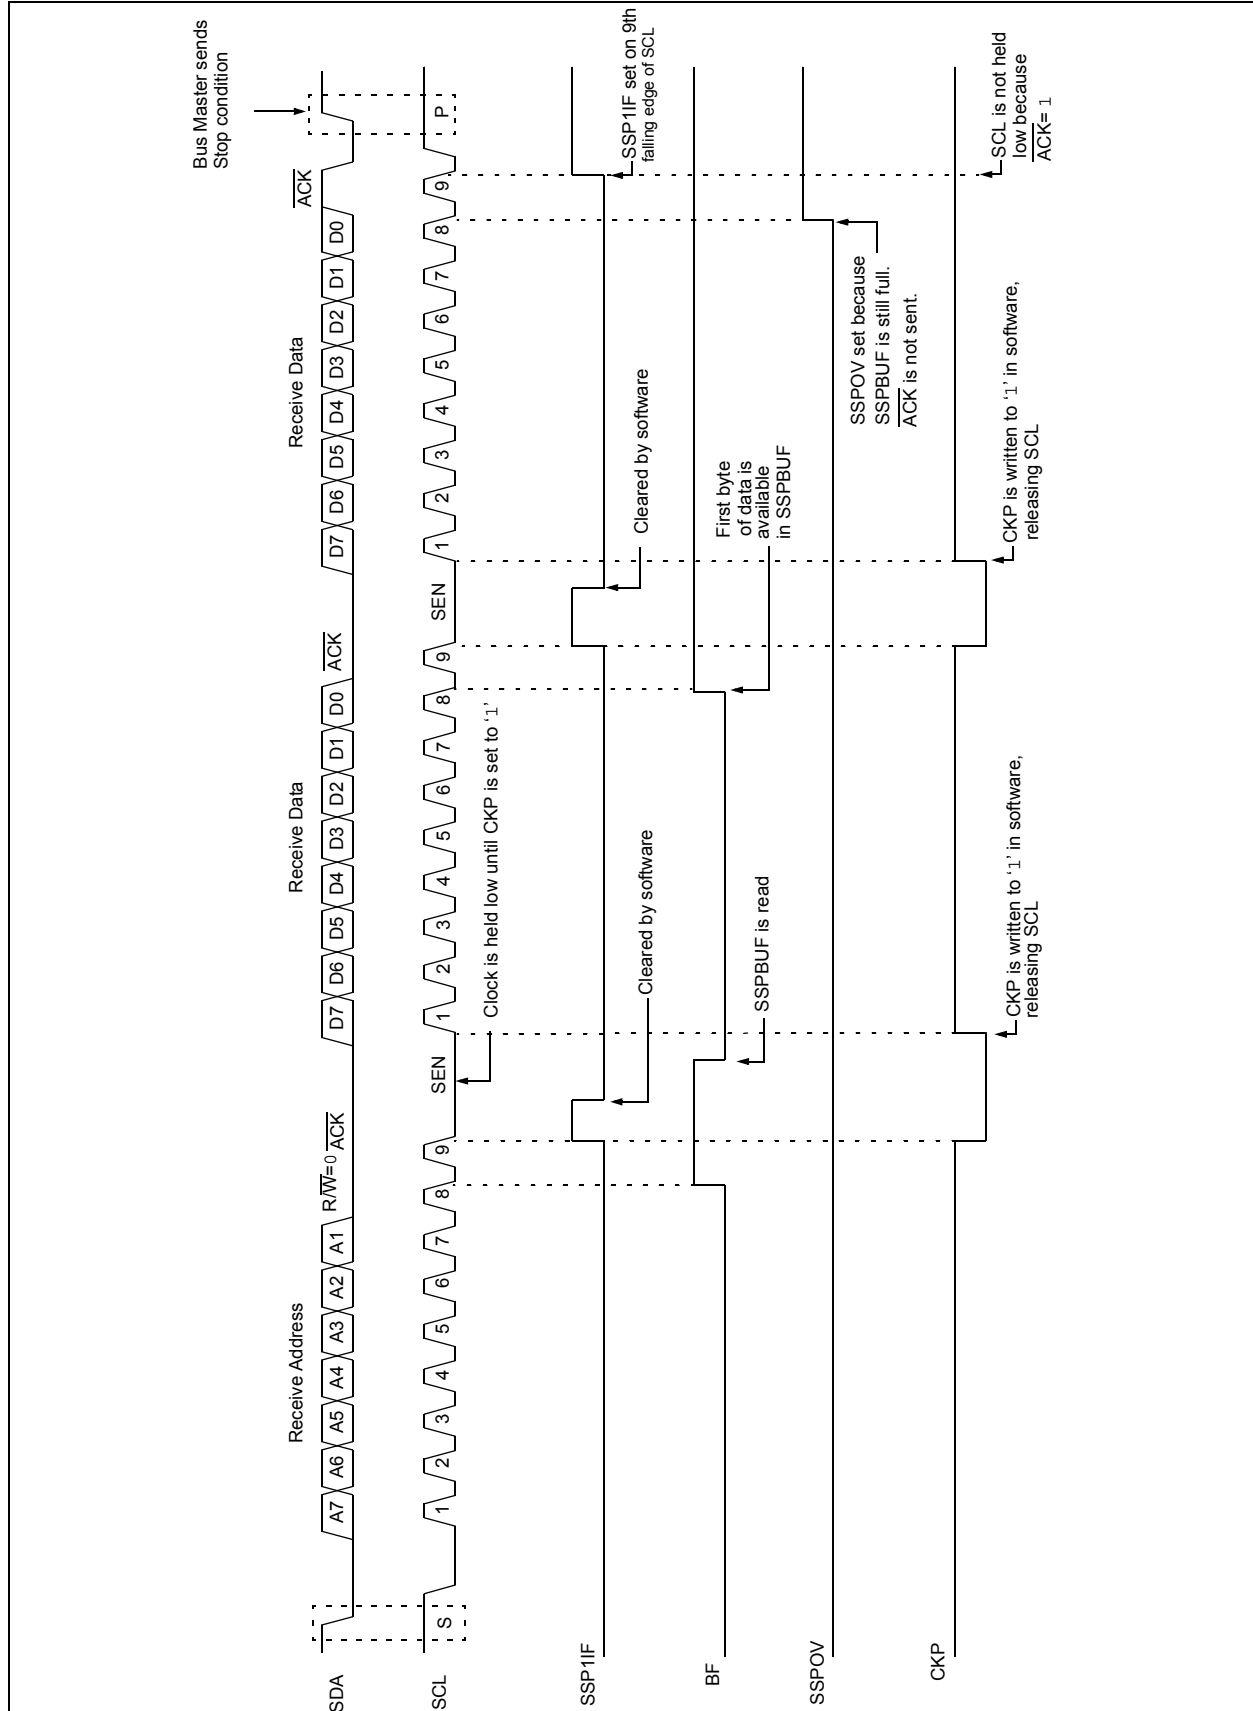 Bus Master sends
Stop condition
SDA
S
Receive Address
A7 A6 A5 A4 A3 A2 A1
R/W=0
ACK
Receive Data
D7 D6 D5 D4 D3 D2 D1 D0
ACK
Receive Data
D7 D6 D5 D4 D3 D2 D1 D0
ACK
SCL
1 2 3 4 5 6 7 8 9
SEN
1 2 3 4 5 6 7 8 9
SEN
1 2 3 4 5 6 7 8 9
P
Clock is held low until CKP is set to ‘1’
SSP1IF
Cleared by software
Cleared by software
SSP1IF set on 9th
falling edge of SCL
BF
SSPBUF is read
First byte
of data is
available
in SSPBUF
SSPOV
SSPOV set because
SSPBUF is still full.
ACK is not sent.
CKP
CKP is written to ‘1’ in software,
releasing SCL
CKP is written to ‘1’ in software,
releasing SCL
SCL is not held
low because
ACK= 1